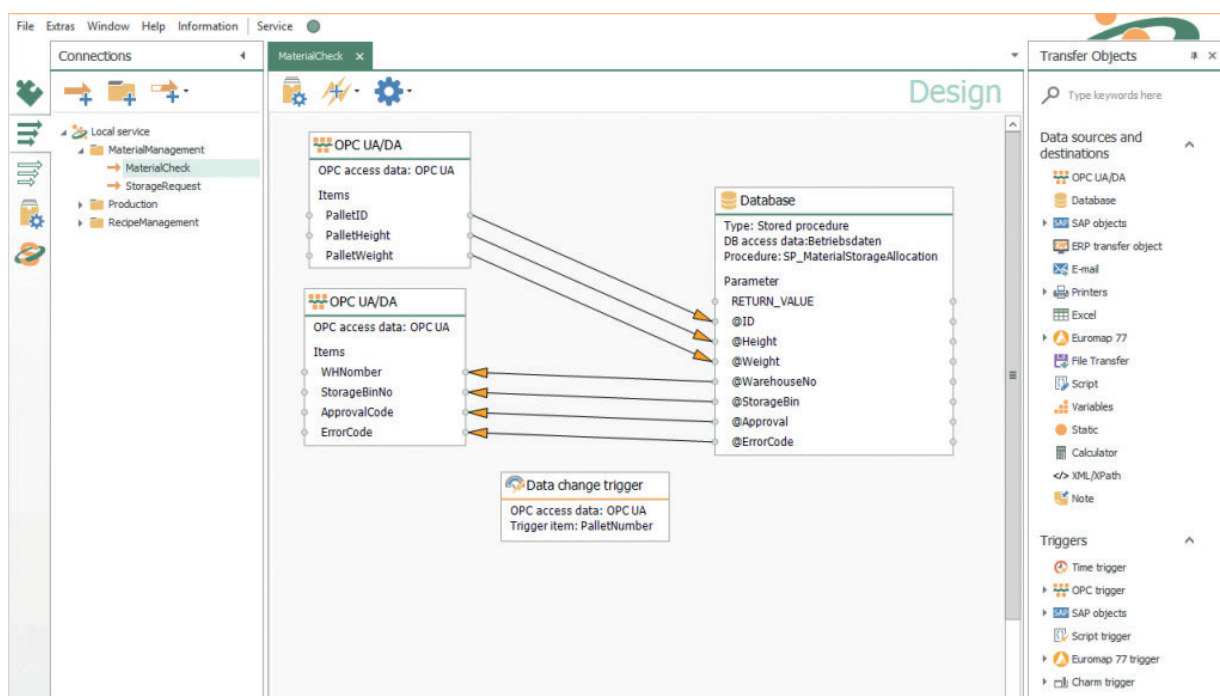 File Extras Window Help Information Service
Connections
MaterialCheck
Transfer Objects
Design
Type keywords here
Local service
MaterialManagement
MaterialCheck
StorageRequest
Production
RecipeManagement
OPC UA/DA
OPC access data: OPC UA
Items
PalletID
PalletHeight
PalletWeight
OPC UA/DA
OPC access data: OPC UA
Items
WHNomber
StorageBinNo
ApprovalCode
ErrorCode
Database
Type: Stored procedure
DB access data:Betriebsdaten
Procedure: SP_MaterialStorageAllocation
Parameter
RETURN_VALUE
@ID
@Height
@Weight
@WarehouseNo
@StorageBin
@Approval
@ErrorCode
Data change trigger
OPC access data: OPC UA
Trigger item: PalletNumber
Data sources and
destinations
OPC UA/DA
Database
SAP SAP objects
ERP transfer object
E-mail
Printers
Excel
Euromap 77
File Transfer
Script
Variables
Static
Calculator
</> XML/XPath
Note
Triggers
Time trigger
OPC trigger
SAP SAP objects
Script trigger
Euromap 77 trigger
Charm trigger